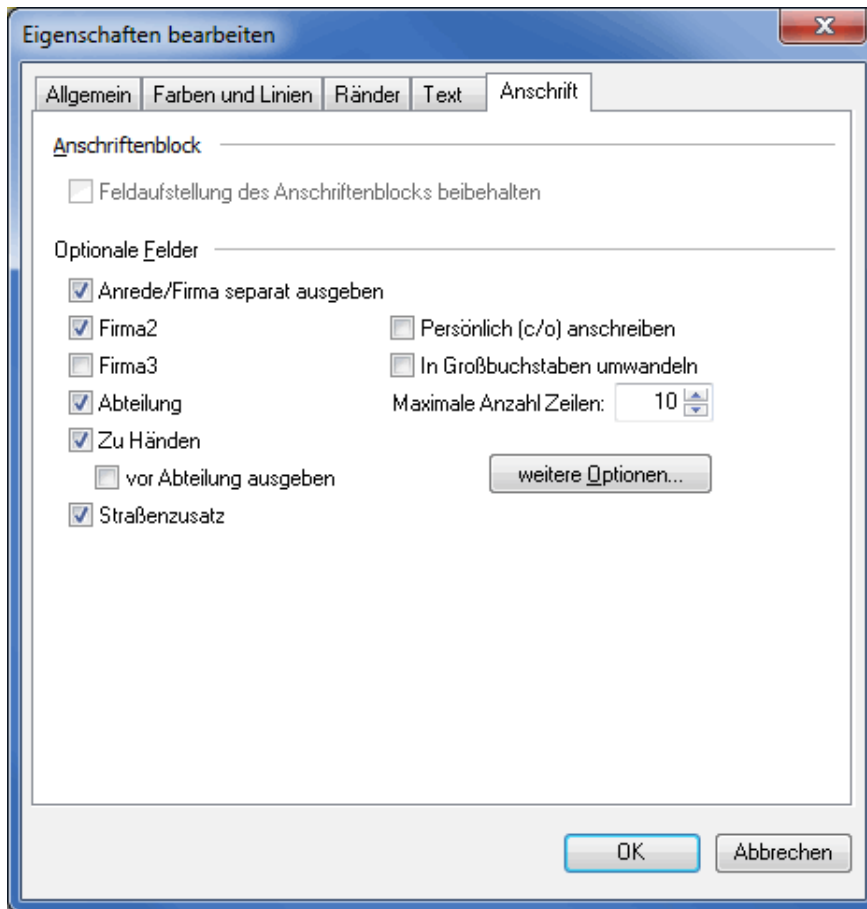 Eigenschaften bearbeiten
Allgemein Farben und Linien Ränder Text Anschrift
Anschriftenblock
Feldaufstellung des Anschriftenblocks beibehalten
Optionale Felder
Anrede/Firma separat ausgeben
Firma2 Persönlich (c/o) anschreiben
Firma3 In Großbuchstaben umwandeln
Abteilung Maximale Anzahl Zeilen: 10
Zu Händen
vor Abteilung ausgeben weitere Optionen...
Straßenzusatz
OK Abbrechen